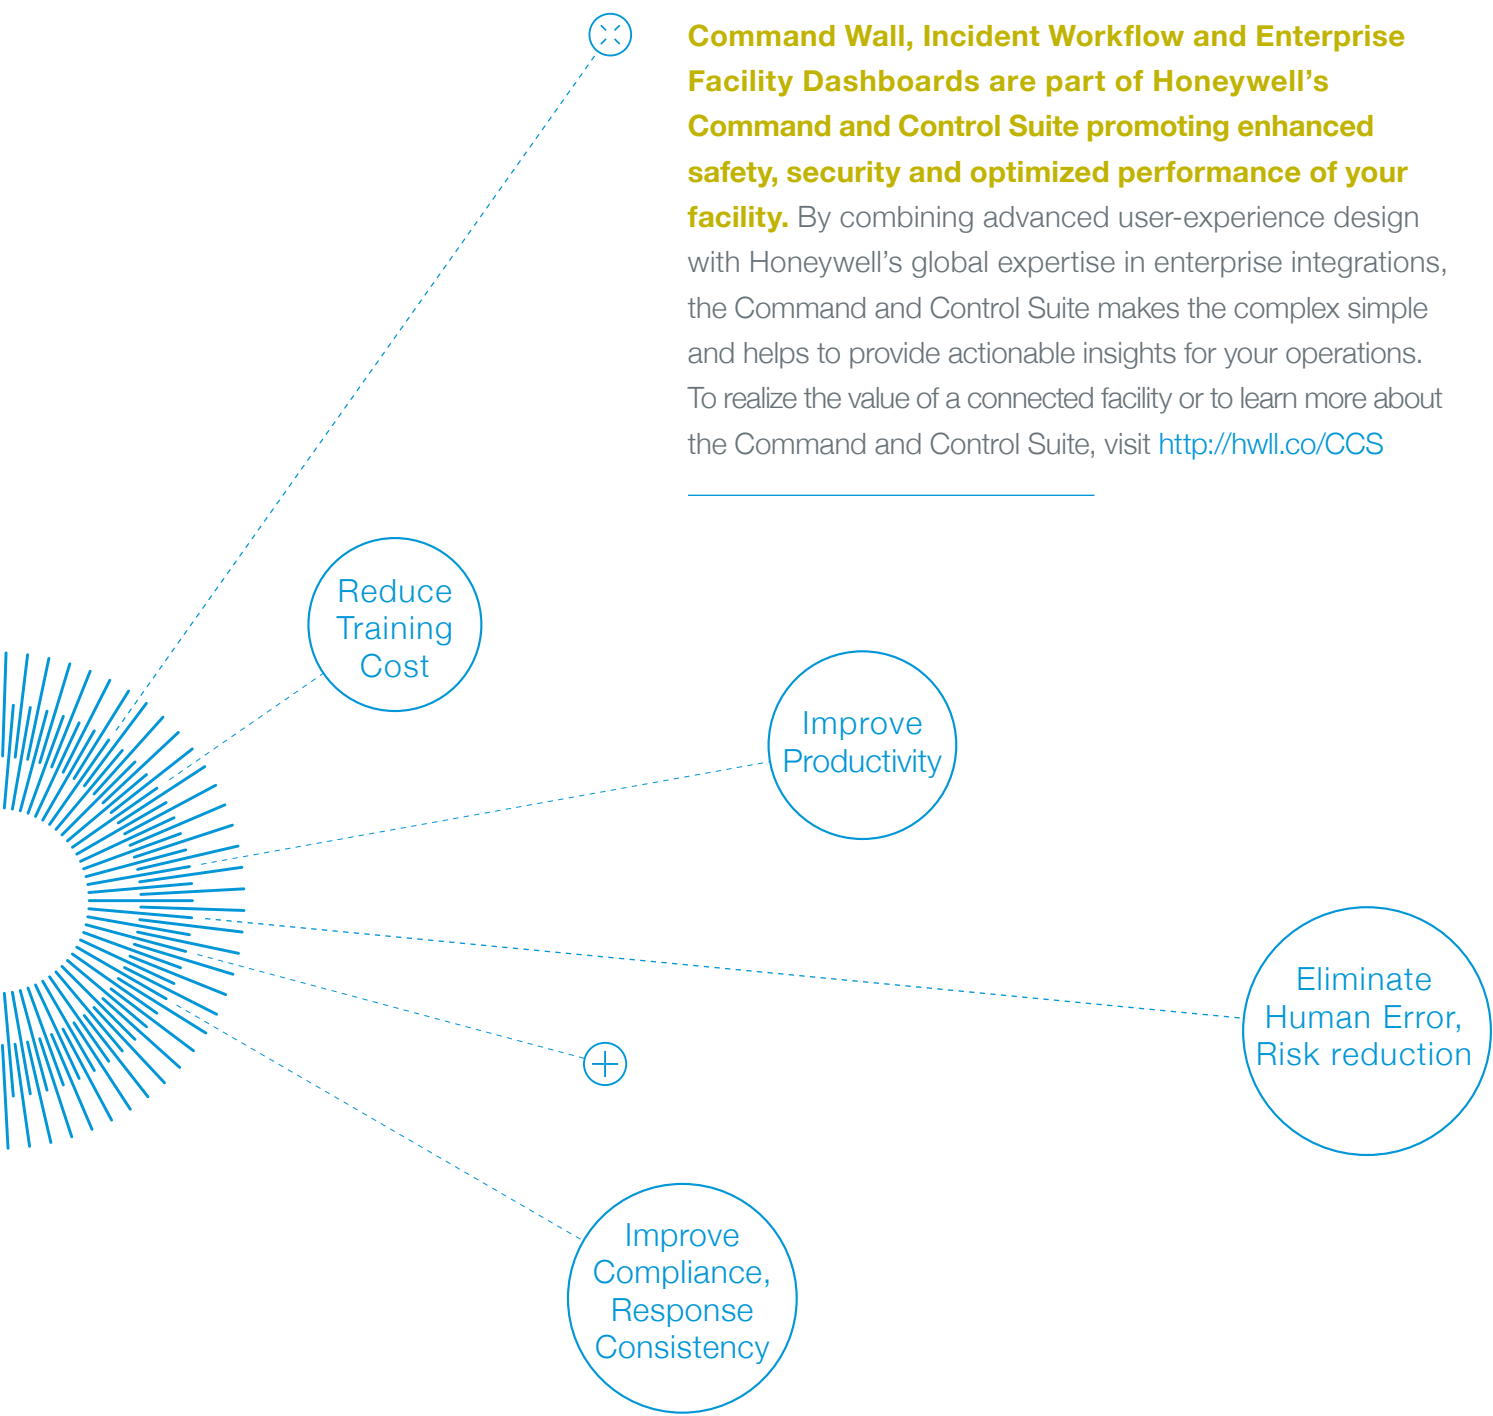 Command Wall, Incident Workflow and Enterprise
Facility Dashboards are part of Honeywell’s
Command and Control Suite promoting enhanced
safety, security and optimized performance of your
facility. By combining advanced user-experience design
with Honeywell’s global expertise in enterprise integrations,
the Command and Control Suite makes the complex simple
and helps to provide actionable insights for your operations.
To realize the value of a connected facility or to learn more about
the Command and Control Suite, visit http://hwll.co/CCS
Reduce
Training
Cost
Improve
Productivity
Eliminate
Human Error,
Risk reduction
Improve
Compliance,
Response
Consistency